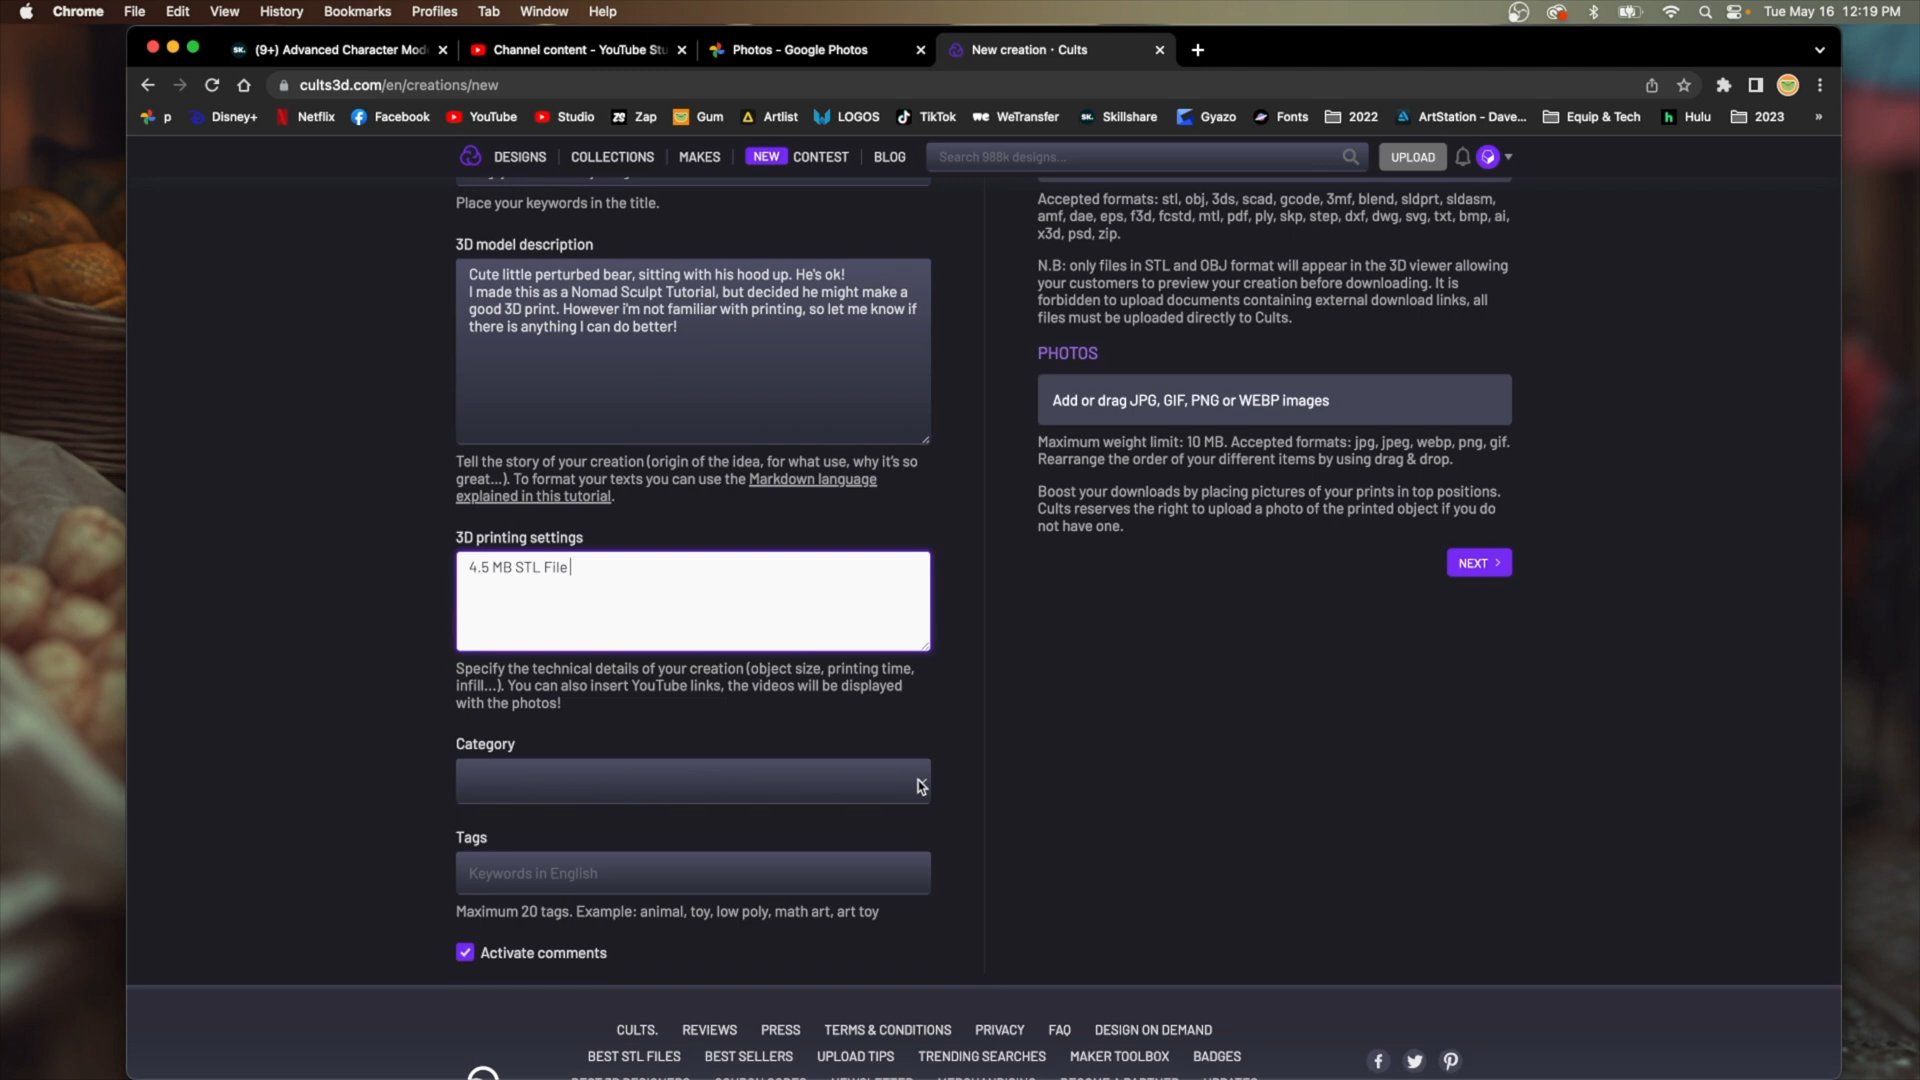 Chrome File Edit View History Bookmarks Profiles Tab Window Help Tue May 16 12:19 PM
SK. (9+) Advanced Character Mod Channel content - YouTube Stu Photos - Google Photos New creation · Cults
cults3d.com/en/creations/new
p Disney+ Netflix Facebook YouTube Studio Zap Gum Artlist LOGOS TikTok WeTransfer Skillshare Gyazo Fonts 2022 ArtStation - Dave... Equip & Tech Hulu 2023 »
DESIGNS COLLECTIONS MAKES NEW CONTEST BLOG Search 988k designs... UPLOAD
Place your keywords in the title.
3D model description
Cute little perturbed bear, sitting with his hood up. He's ok!
I made this as a Nomad Sculpt Tutorial, but decided he might make a
good 3D print. However i'm not familiar with printing, so let me know if
there is anything I can do better!
Tell the story of your creation (origin of the idea, for what use, why it's so
great...). To format your texts you can use the Markdown language
explained in this tutorial.
3D printing settings
4.5 MB STL File
Specify the technical details of your creation (object size, printing time,
infill...). You can also insert YouTube links, the videos will be displayed
with the photos!
Category
Tags
Keywords in English
Maximum 20 tags. Example: animal, toy, low poly, math art, art toy
Activate comments
Accepted formats: stl, obj, 3ds, scad, gcode, 3mf, blend, sldprt, sldasm,
amf, dae, eps, f3d, fcstd, mtl, pdf, ply, skp, step, dxf, dwg, svg, txt, bmp, ai,
x3d, psd, zip.
N.B: only files in STL and OBJ format will appear in the 3D viewer allowing
your customers to preview your creation before downloading. It is
forbidden to upload documents containing external download links, all
files must be uploaded directly to Cults.
PHOTOS
Add or drag JPG, GIF, PNG or WEBP images
Maximum weight limit: 10 MB. Accepted formats: jpg, jpeg, webp, png, gif.
Rearrange the order of your different items by using drag & drop.
Boost your downloads by placing pictures of your prints in top positions.
Cults reserves the right to upload a photo of the printed object if you do
not have one.
NEXT
CULTS. REVIEWS PRESS TERMS & CONDITIONS PRIVACY FAQ DESIGN ON DEMAND
BEST STL FILES BEST SELLERS UPLOAD TIPS TRENDING SEARCHES MAKER TOOLBOX BADGES